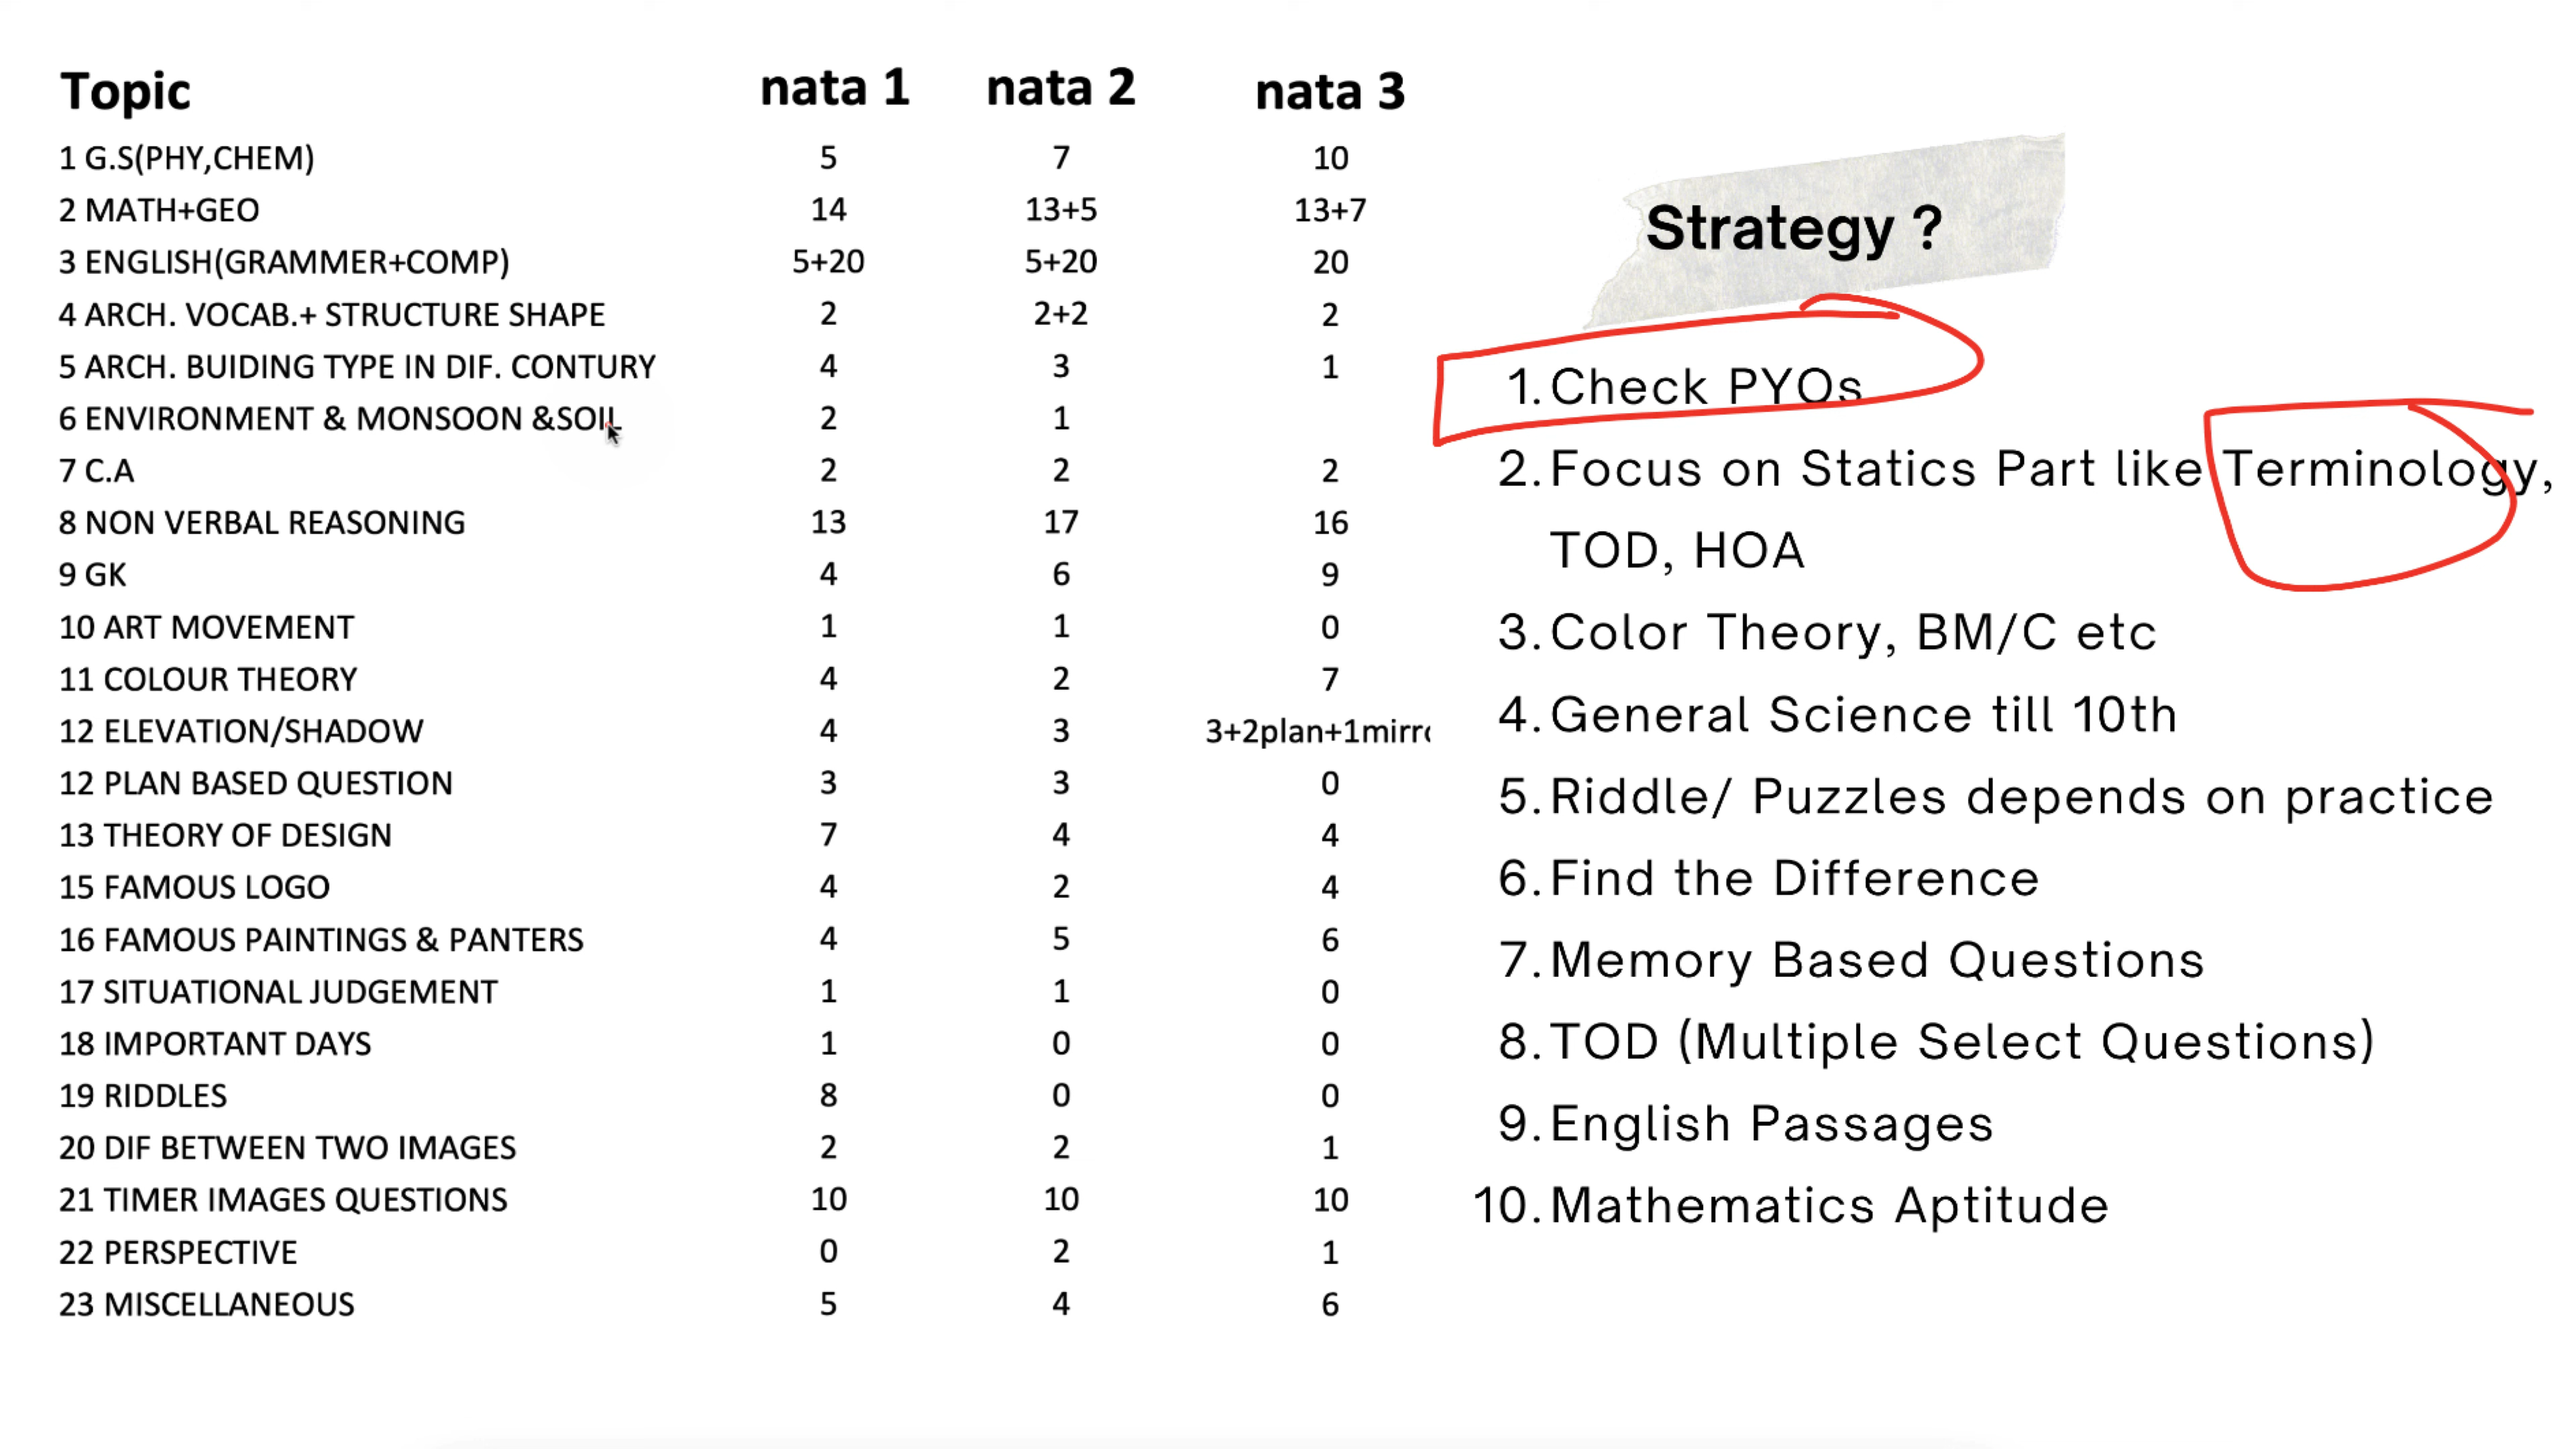 Topic nata 1 nata 2 nata 3
1 G.S(PHY,CHEM) 5 7 10
2 MATH+GEO 14 13+5 13+7
3 ENGLISH(GRAMMER+COMP) 5+20 5+20 20
4 ARCH. VOCAB.+ STRUCTURE SHAPE 2 2+2 2
5 ARCH. BUIDING TYPE IN DIF. CONTURY 4 3 1
6 ENVIRONMENT & MONSOON &SOIL 2 1
7 C.A 2 2 2
8 NON VERBAL REASONING 13 17 16
9 GK 4 6 9
10 ART MOVEMENT 1 1 0
11 COLOUR THEORY 4 2 7
12 ELEVATION/SHADOW 4 3 3+2plan+1mirr
12 PLAN BASED QUESTION 3 3 0
13 THEORY OF DESIGN 7 4 4
15 FAMOUS LOGO 4 2 4
16 FAMOUS PAINTINGS & PANTERS 4 5 6
17 SITUATIONAL JUDGEMENT 1 1 0
18 IMPORTANT DAYS 1 0 0
19 RIDDLES 8 0 0
20 DIF BETWEEN TWO IMAGES 2 2 1
21 TIMER IMAGES QUESTIONS 10 10 10
22 PERSPECTIVE 0 2 1
23 MISCELLANEOUS 5 4 6
Strategy ?
1. Check PYQs
2. Focus on Statics Part like Terminology,
TOD, HOA
3. Color Theory, BM/C etc
4. General Science till 10th
5. Riddle/ Puzzles depends on practice
6. Find the Difference
7. Memory Based Questions
8. TOD (Multiple Select Questions)
9. English Passages
10. Mathematics Aptitude